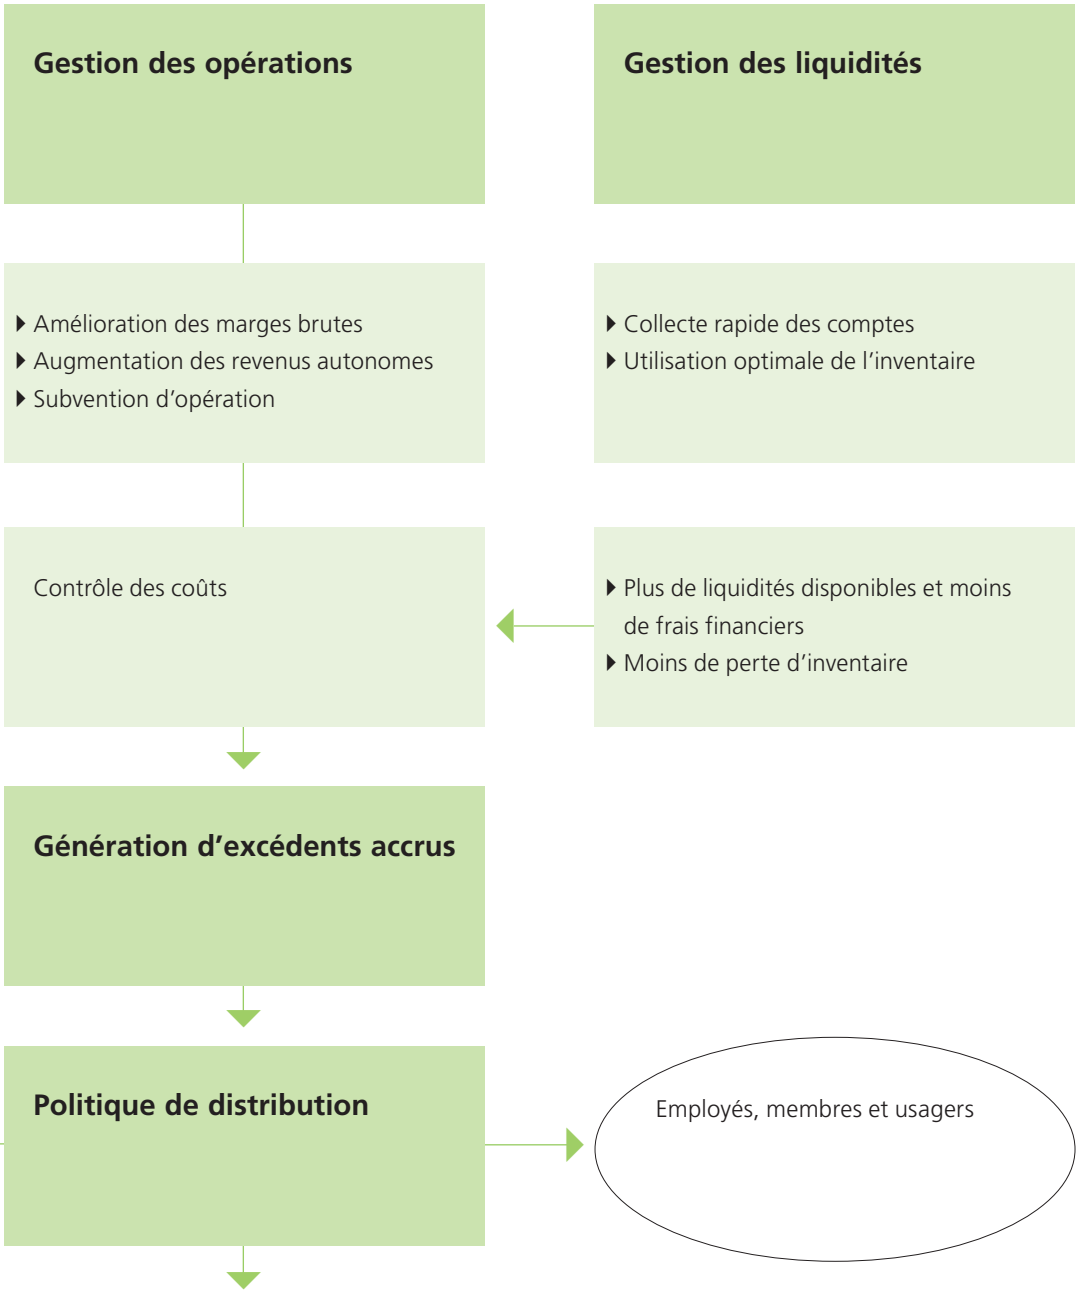 Gestion des opérations
Gestion des liquidités
Amélioration des marges brutes
Augmentation des revenus autonomes
Subvention d’opération
Collecte rapide des comptes
Utilisation optimale de l’inventaire
Contrôle des coûts
Plus de liquidités disponibles et moins
de frais financiers
Moins de perte d’inventaire
Génération d’excédents accrus
Politique de distribution
Employés, membres et usagers